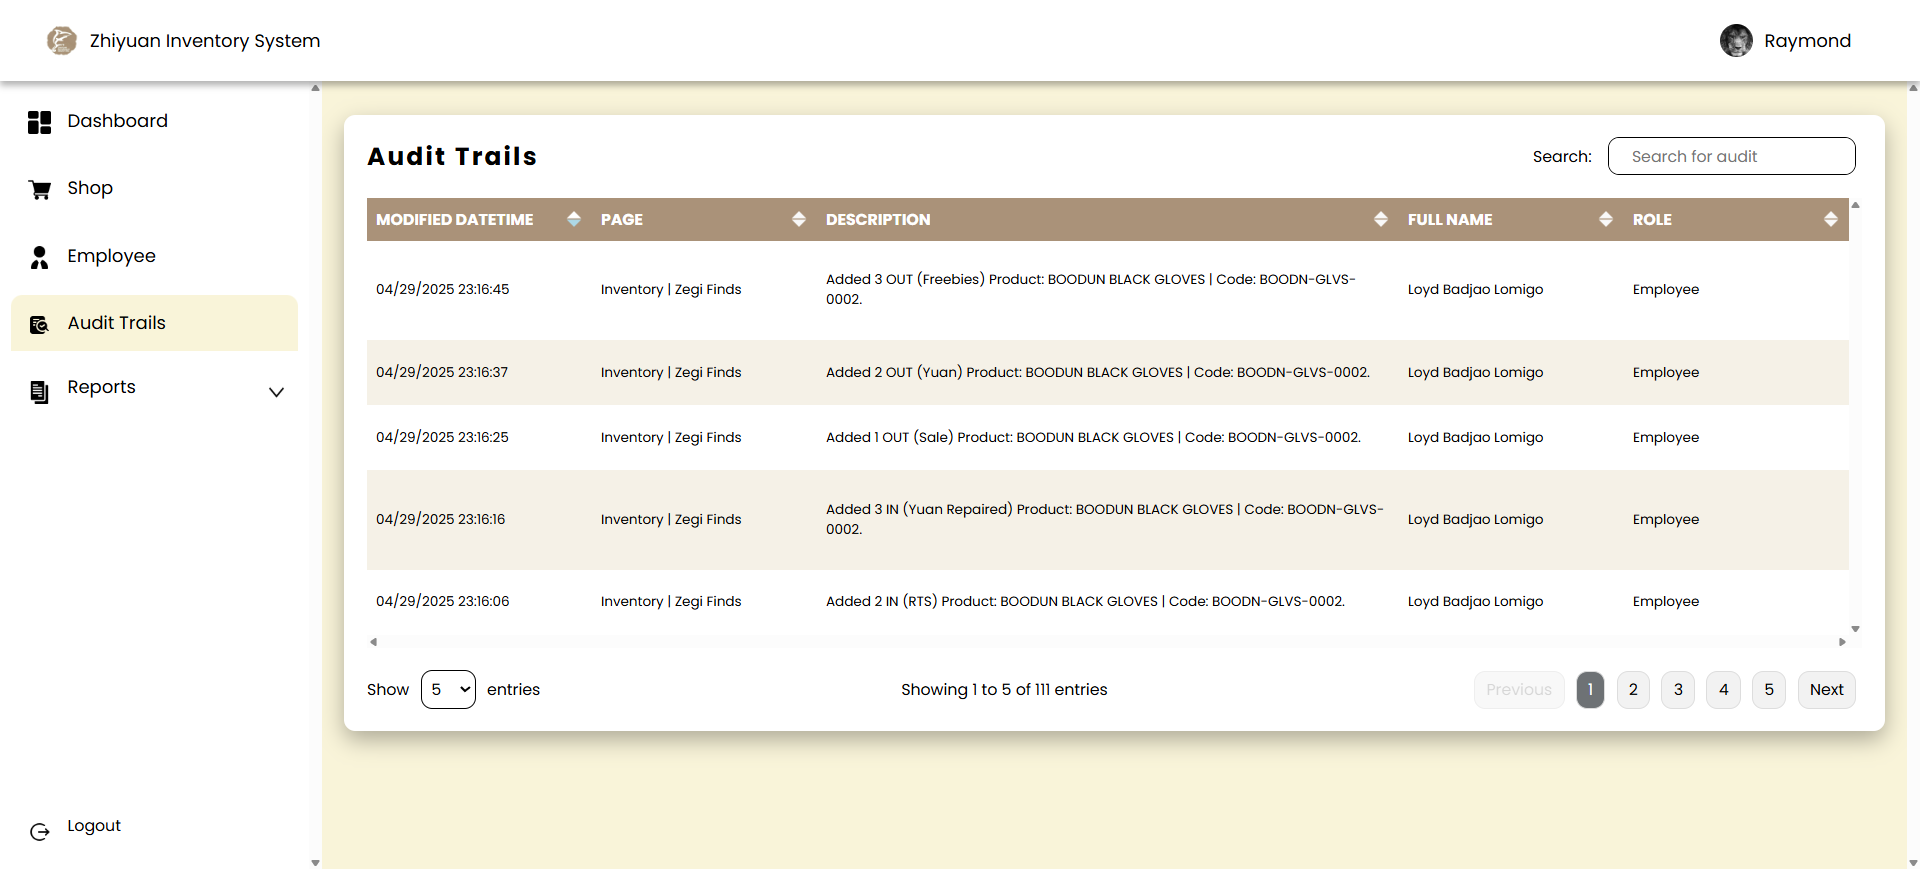 Zhiyuan Inventory System
Raymond
Dashboard
Shop
Employee
Audit Trails
Reports
Logout
Audit Trails
Search: Search for audit
MODIFIED DATETIME PAGE DESCRIPTION FULL NAME ROLE
04/29/2025 23:16:45 Inventory | Zegi Finds Added 3 OUT (Freebies) Product: BOODUN BLACK GLOVES | Code: BOODN-GLVS-
0002. Loyd Badjao Lomigo Employee
04/29/2025 23:16:37 Inventory | Zegi Finds Added 2 OUT (Yuan) Product: BOODUN BLACK GLOVES | Code: BOODN-GLVS-0002. Loyd Badjao Lomigo Employee
04/29/2025 23:16:25 Inventory | Zegi Finds Added 1 OUT (Sale) Product: BOODUN BLACK GLOVES | Code: BOODN-GLVS-0002. Loyd Badjao Lomigo Employee
04/29/2025 23:16:16 Inventory | Zegi Finds Added 3 IN (Yuan Repaired) Product: BOODUN BLACK GLOVES | Code: BOODN-GLVS-
0002. Loyd Badjao Lomigo Employee
04/29/2025 23:16:06 Inventory | Zegi Finds Added 2 IN (RTS) Product: BOODUN BLACK GLOVES | Code: BOODN-GLVS-0002. Loyd Badjao Lomigo Employee
Show 5 entries
Showing 1 to 5 of 111 entries
Previous 1 2 3 4 5 Next